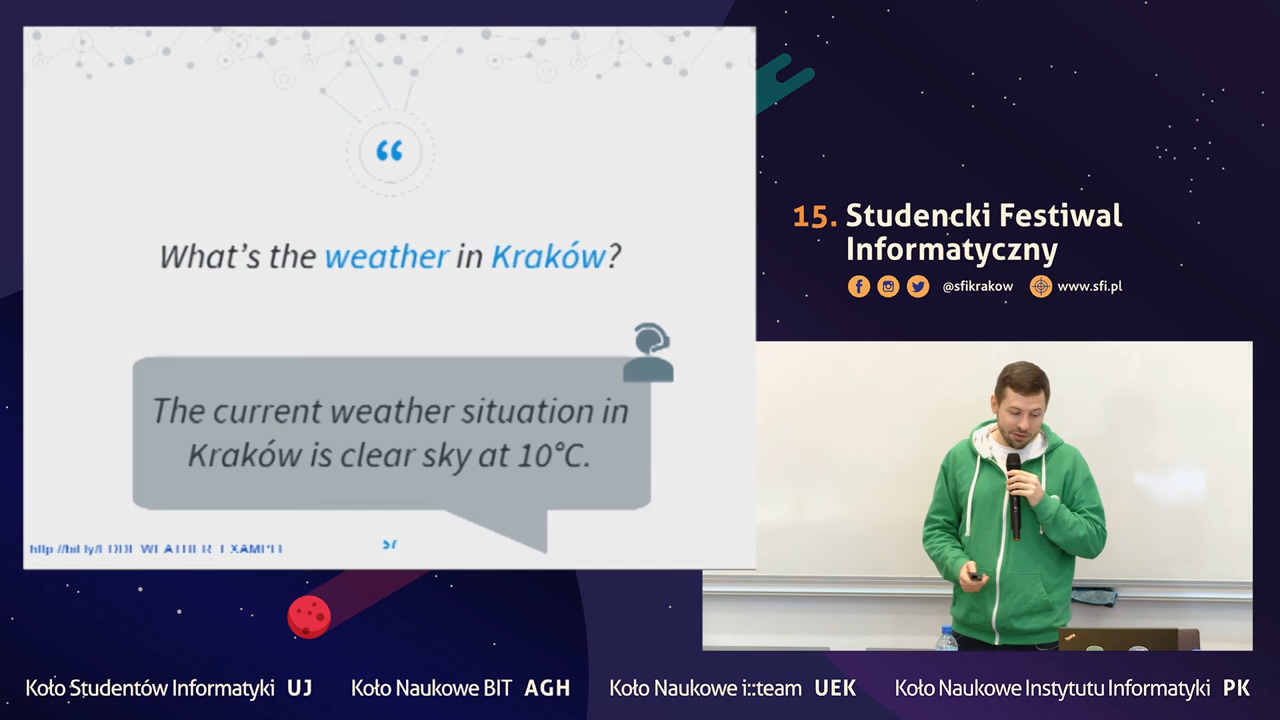 “
What’s the weather in Kraków?
The current weather situation in
Kraków is clear sky at 10°C.
15. Studencki Festiwal
Informatyczny
@sfikrakow www.sfi.pl
Koło Studentów Informatyki UJ Koło Naukowe BIT AGH Koło Naukowe i::team UEK Koło Naukowe Instytutu Informatyki PK